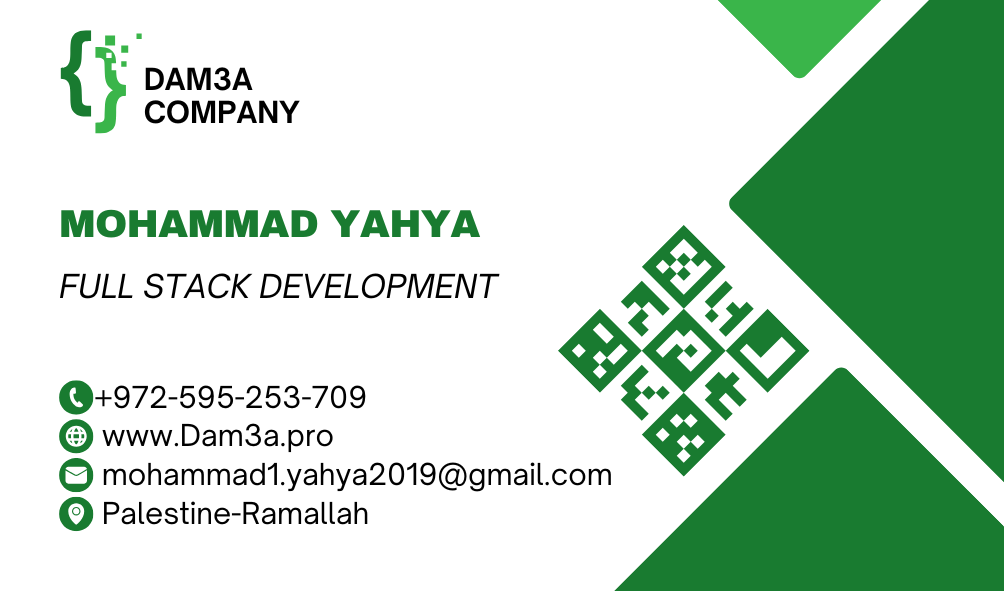 DAM3A
COMPANY
MOHAMMAD YAHYA
FULL STACK DEVELOPMENT
+972-595-253-709
www.Dam3a.pro
mohammad1.yahya2019@gmail.com
Palestine-Ramallah